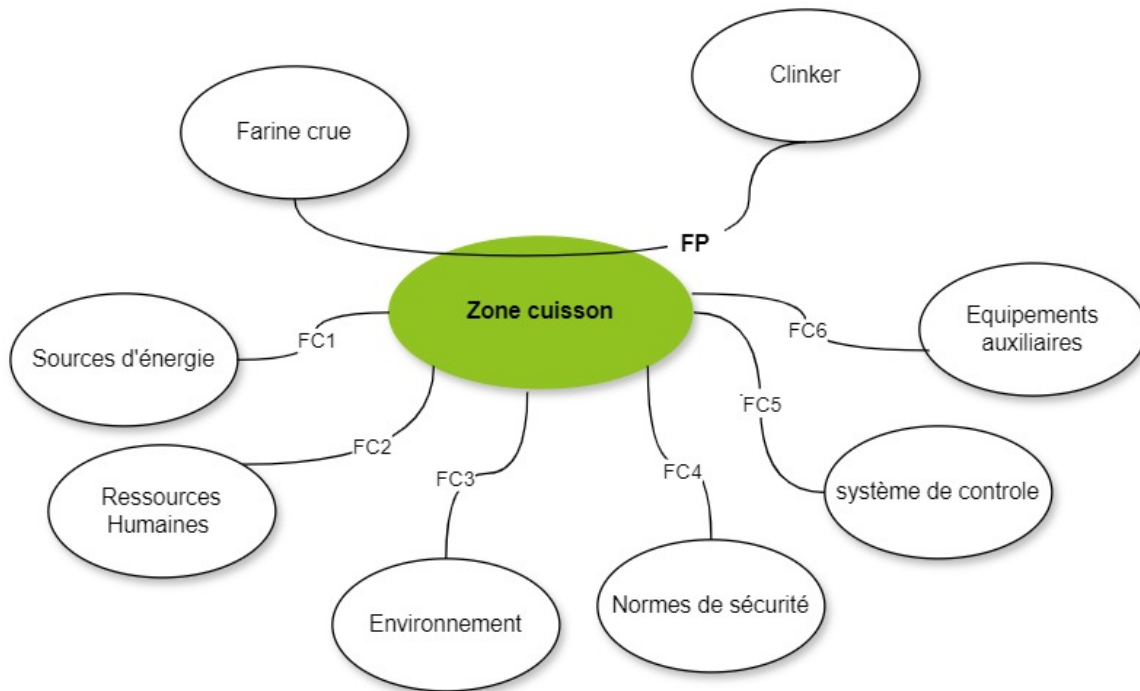 Clinker
Farine crue
FP
Zone cuisson
Equipements
auxiliaires
FC6
FC1
Sources d'énergie
FC5
FC2
FC3
FC4
système de controle
Ressources
Humaines
Normes de sécurité
Environnement